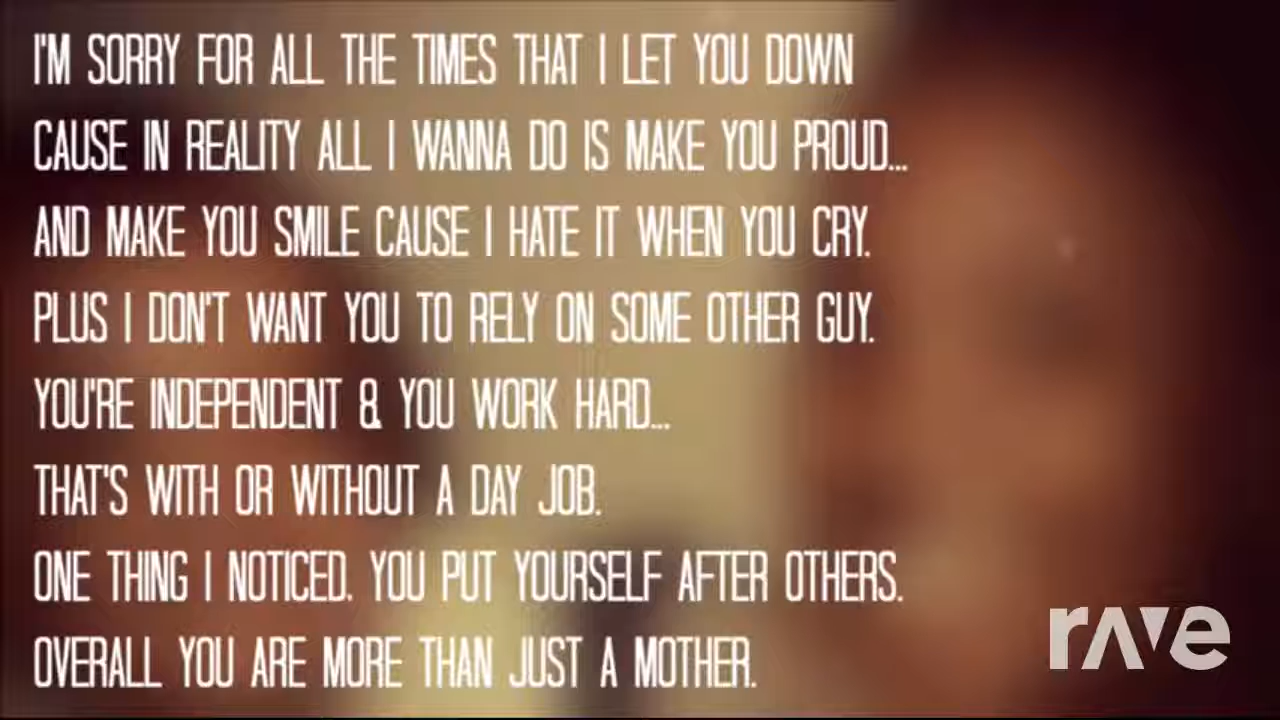 I'M SORRY FOR ALL THE TIMES THAT I LET YOU DOWN
CAUSE IN REALITY ALL I WANNA DO IS MAKE YOU PROUD...
AND MAKE YOU SMILE CAUSE I HATE IT WHEN YOU CRY.
PLUS I DON'T WANT YOU TO RELY ON SOME OTHER GUY.
YOU'RE INDEPENDENT & YOU WORK HARD...
THAT'S WITH OR WITHOUT A DAY JOB.
ONE THING I NOTICED, YOU PUT YOURSELF AFTER OTHERS.
OVERALL YOU ARE MORE THAN JUST A MOTHER.
rave